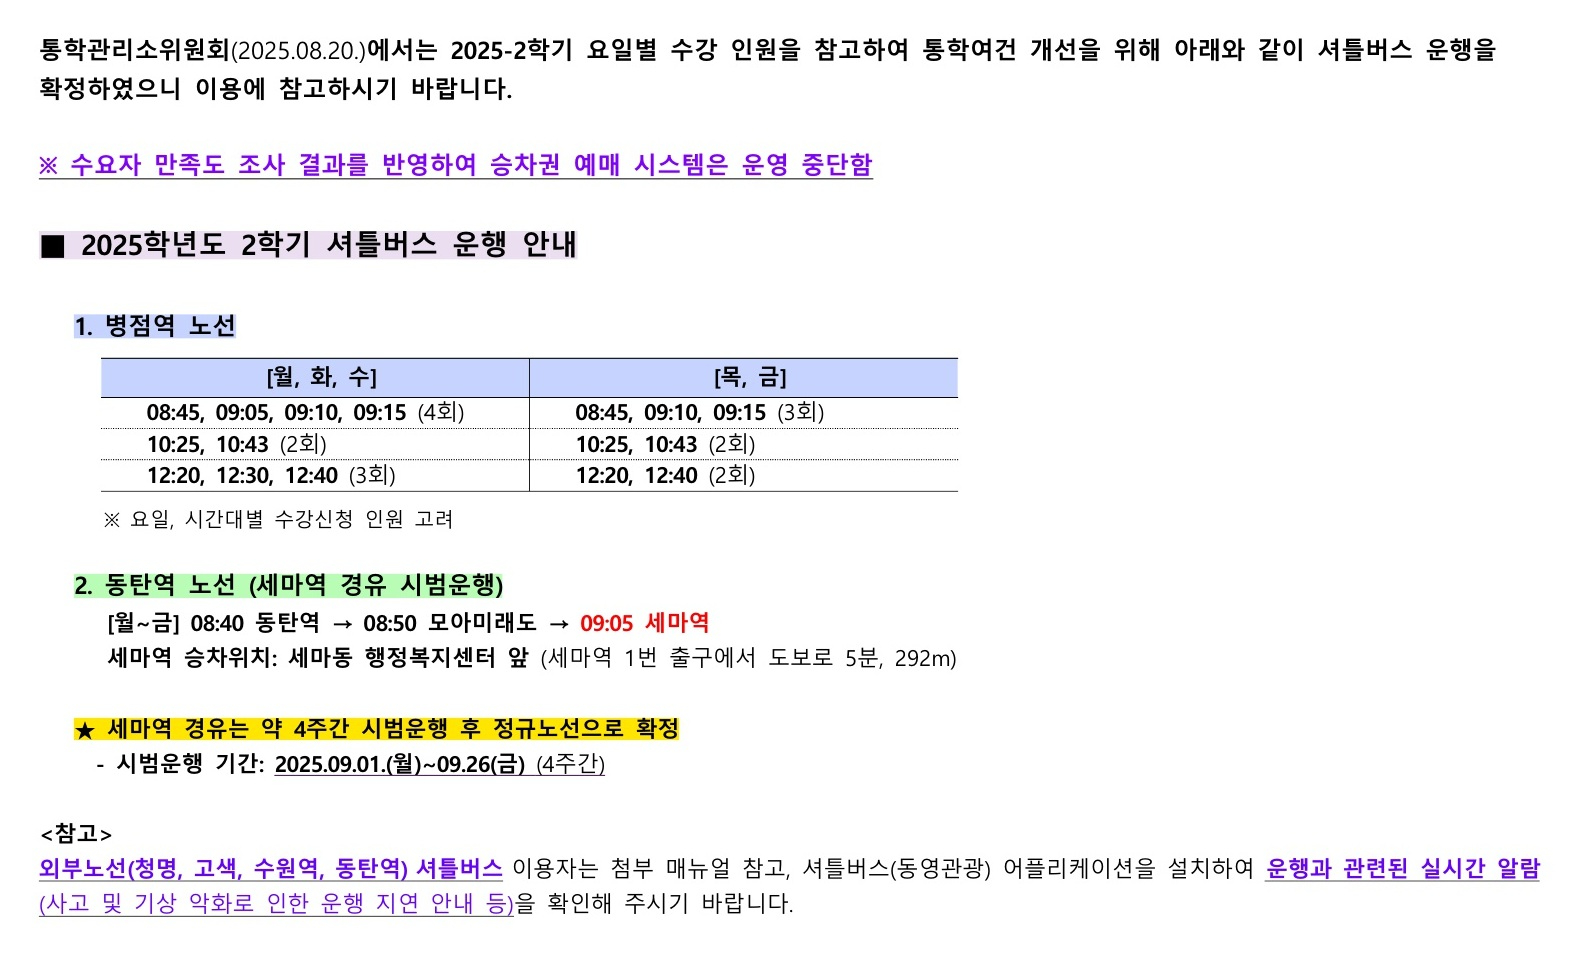 통학관리소위원회(2025.08.20.)에서는 2025-2학기 요일별 수강 인원을 참고하여 통학여건 개선을 위해 아래와 같이 셔틀버스 운행을
확정하였으니 이용에 참고하시기 바랍니다.
※ 수요자 만족도 조사 결과를 반영하여 승차권 예매 시스템은 운영 중단함
■ 2025학년도 2학기 셔틀버스 운행 안내
1. 병점역 노선
[월, 화, 수] [목, 금]
08:45, 09:05, 09:10, 09:15 (4회) 08:45, 09:10, 09:15 (3회)
10:25, 10:43 (2회) 10:25, 10:43 (2회)
12:20, 12:30, 12:40 (3회) 12:20, 12:40 (2회)
※ 요일, 시간대별 수강신청 인원 고려
2. 동탄역 노선 (세마역 경유 시범운행)
[월~금] 08:40 동탄역 → 08:50 모아미래도 → 09:05 세마역
세마역 승차위치: 세마동 행정복지센터 앞 (세마역 1번 출구에서 도보로 5분, 292m)
★ 세마역 경유는 약 4주간 시범운행 후 정규노선으로 확정
- 시범운행 기간: 2025.09.01.(월)~09.26(금) (4주간)
<참고>
외부노선(청명, 고색, 수원역, 동탄역) 셔틀버스 이용자는 첨부 매뉴얼 참고, 셔틀버스(동영관광) 어플리케이션을 설치하여 운행과 관련된 실시간 알람
(사고 및 기상 악화로 인한 운행 지연 안내 등)을 확인해 주시기 바랍니다.